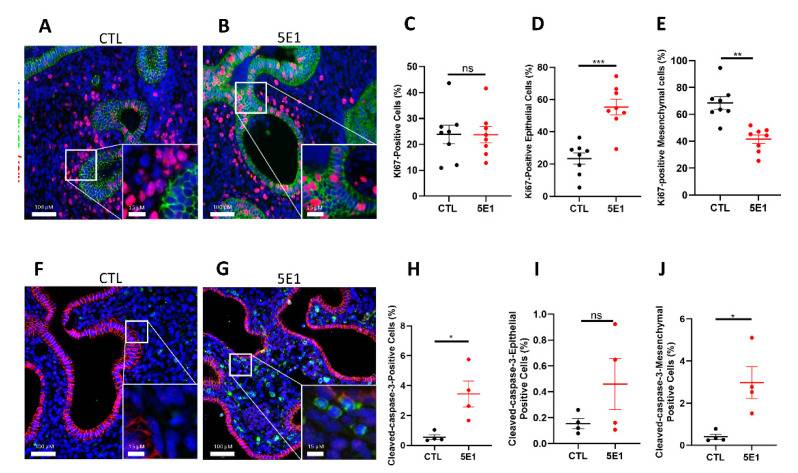 A
CTL
B
5E1
100 µM
15 µM
100 µM
15 µM
C
Ki67-Positive Cells (%)
50
40
30
20
10
0
ns
CTL
5E1
D
Ki67-Positive Epithelial Cells (%)
80
60
40
20
0
***
CTL
5E1
E
Ki67-positive Mesenchymal cells (%)
100
80
60
40
20
0
**
CTL
5E1
F
CTL
G
5E1
100 µM
15 µM
100 µM
15 µM
H
Cleaved-caspase-3-Positive Cells (%)
8
6
4
2
0
*
CTL
5E1
I
Cleaved-caspase-3-Epithelial
Positive Cells (%)
1.0
0.8
0.6
0.4
0.2
0.0
ns
CTL
5E1
J
Cleaved-caspase-3-Mesenchymal
Positive Cells (%)
6
4
2
0
*
CTL
5E1